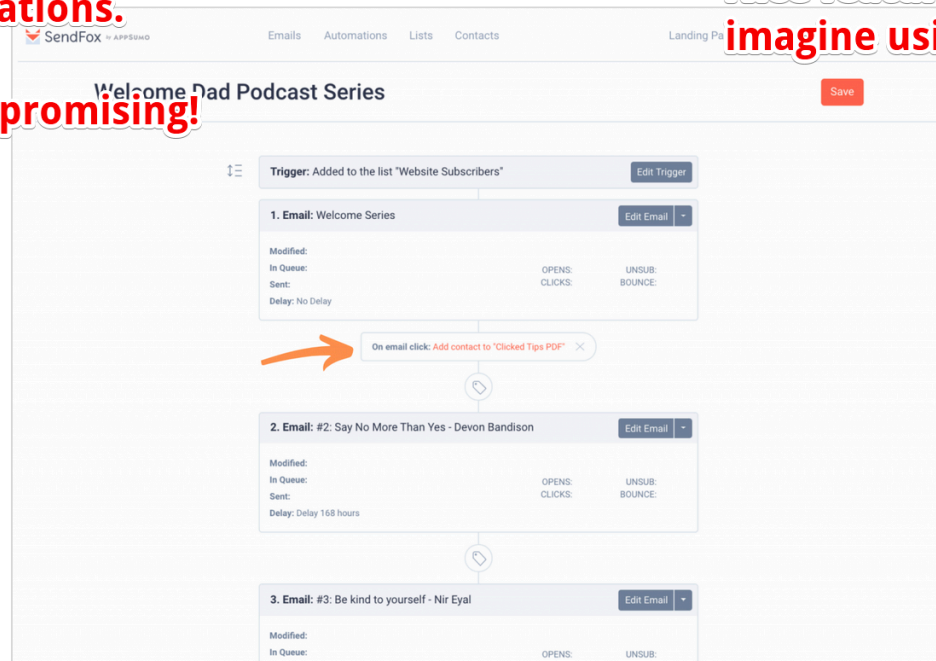 ations.
SendFox by APPSUMO
Emails Automations Lists Contacts Landing Pa
imagine usi
Welcome Dad Podcast Series
Save
promising!
Trigger: Added to the list "Website Subscribers"
Edit Trigger
1. Email: Welcome Series
Edit Email
Modified:
In Queue:
OPENS: UNSUB:
Sent:
CLICKS: BOUNCE:
Delay: No Delay
On email click: Add contact to "Clicked Tips PDF"
2. Email: #2: Say No More Than Yes - Devon Bandison
Edit Email
Modified:
In Queue:
OPENS: UNSUB:
Sent:
CLICKS: BOUNCE:
Delay: Delay 168 hours
3. Email: #3: Be kind to yourself - Nir Eyal
Edit Email
Modified:
In Queue:
OPENS: UNSUB: